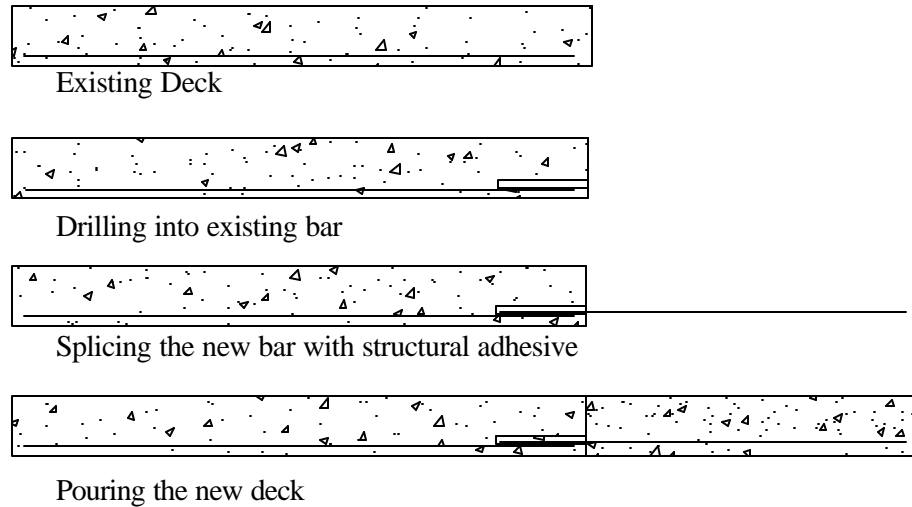 Existing Deck
Drilling into existing bar
Splicing the new bar with structural adhesive
Pouring the new deck